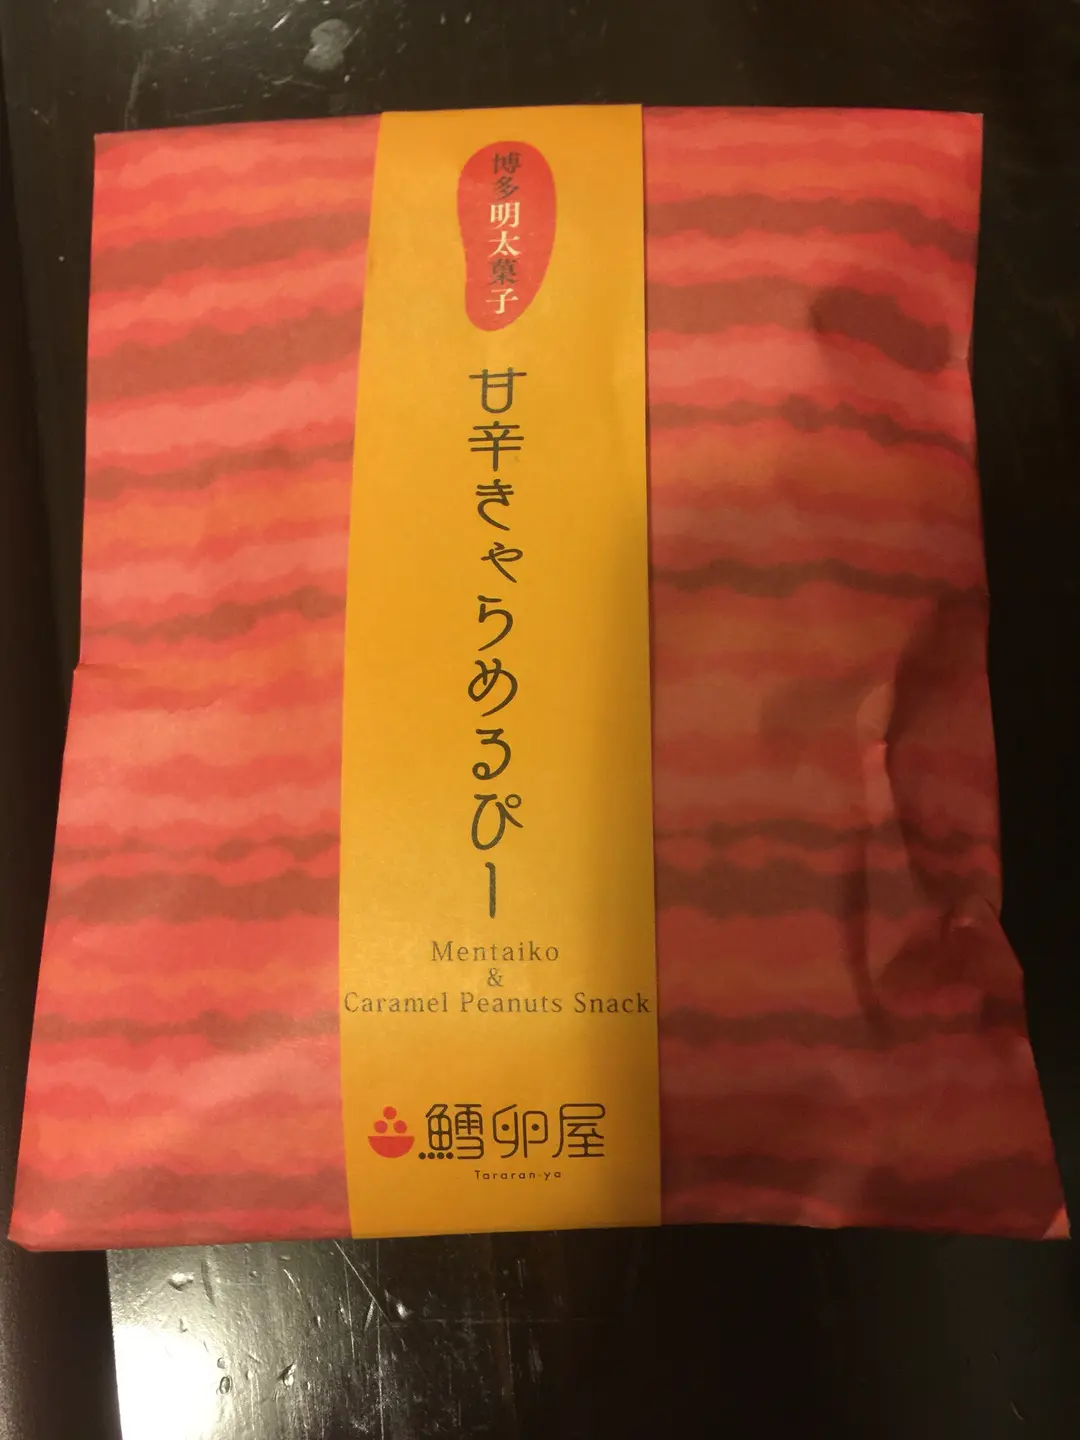 博多明太菓子
甘辛きゃらめるぴー
Mentaiko
&
Caramel Peanuts Snack
鱈卵屋
Tararan-ya